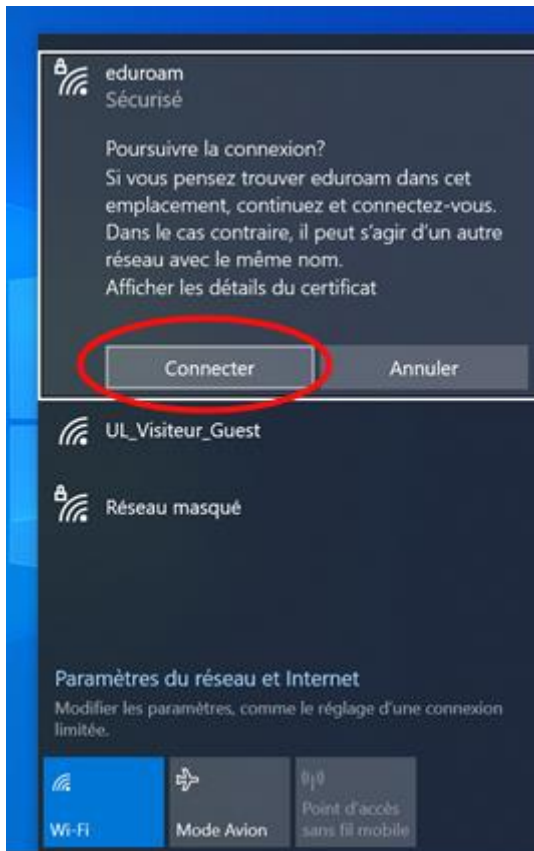 eduroam
Sécurisé
Poursuivre la connexion?
Si vous pensez trouver eduroam dans cet
emplacement, continuez et connectez-vous.
Dans le cas contraire, il peut s'agir d'un autre
réseau avec le même nom.
Afficher les détails du certificat
Connecter Annuler
UL_Visiteur_Guest
Réseau masqué
Paramètres du réseau et Internet
Modifier les paramètres, comme le réglage d'une connexion
limitée.
Wi-Fi
Mode Avion
Point d'accès
sans fil mobile